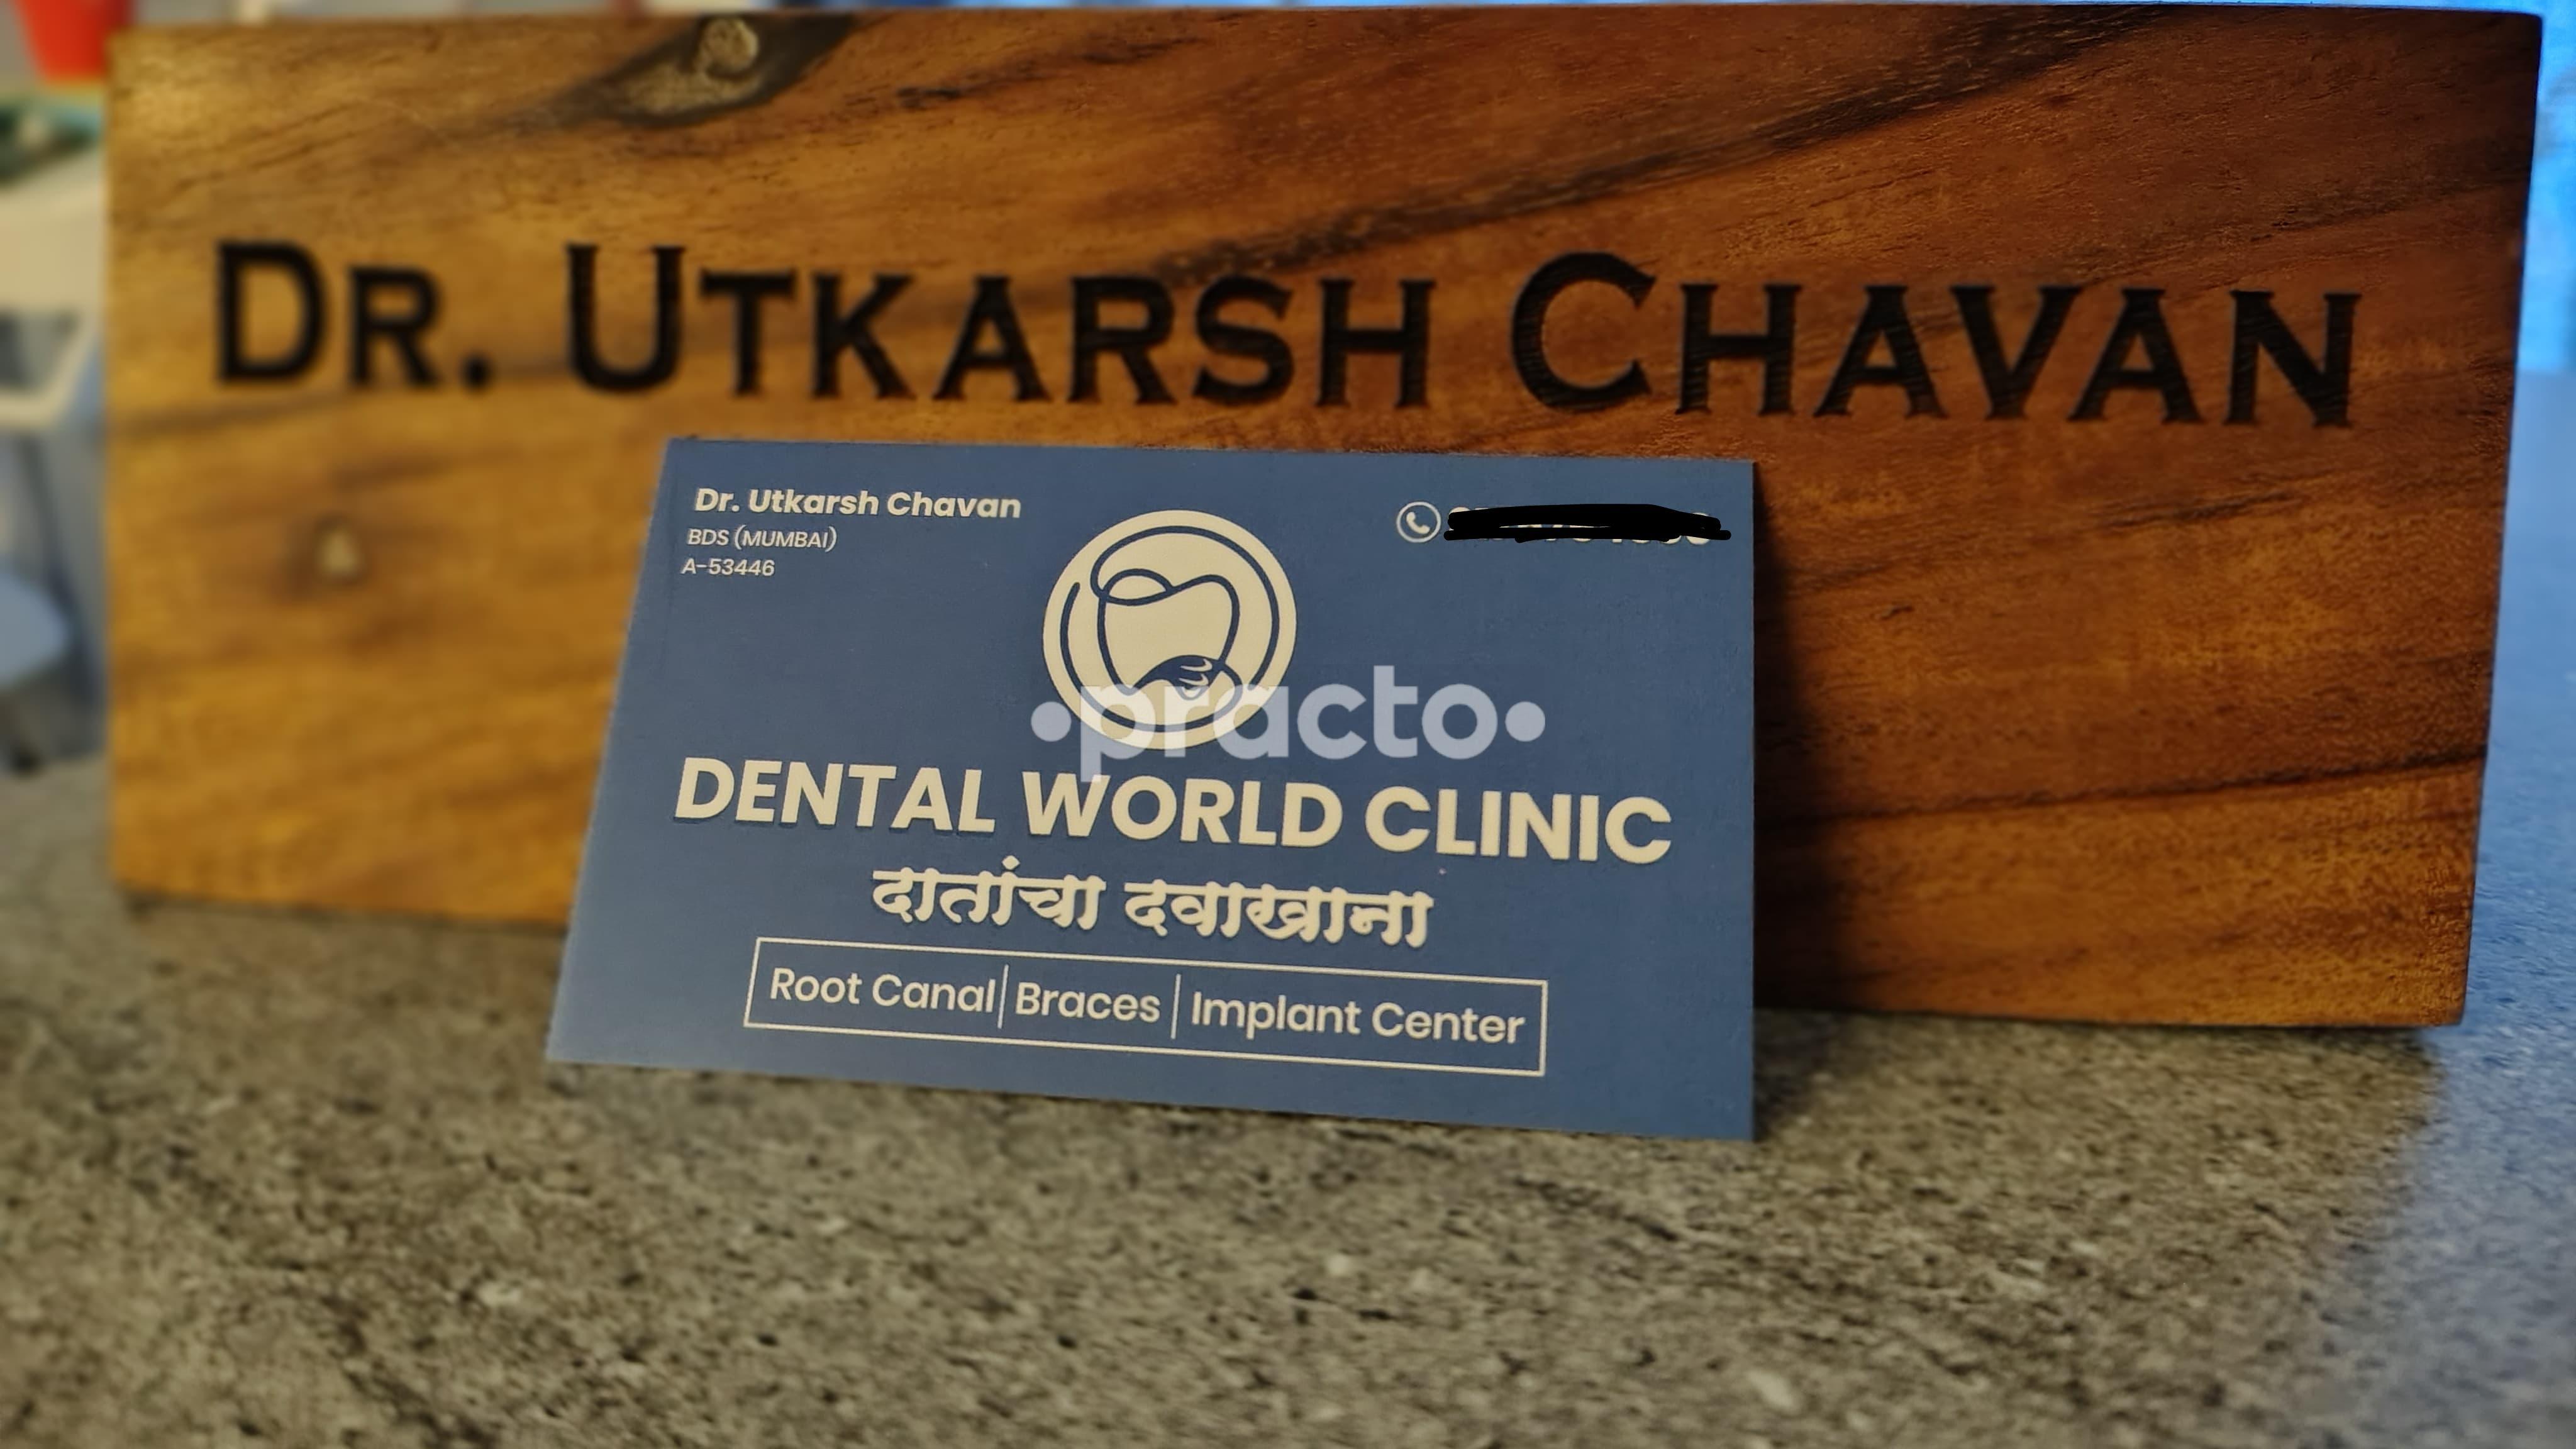 DR. UTKARSH CHAVAN
Dr. Utkarsh Chavan
BDS (MUMBAI)
A-53446
•practo•
DENTAL WORLD CLINIC
दातांचा दवाखाना
Root Canal | Braces | Implant Center